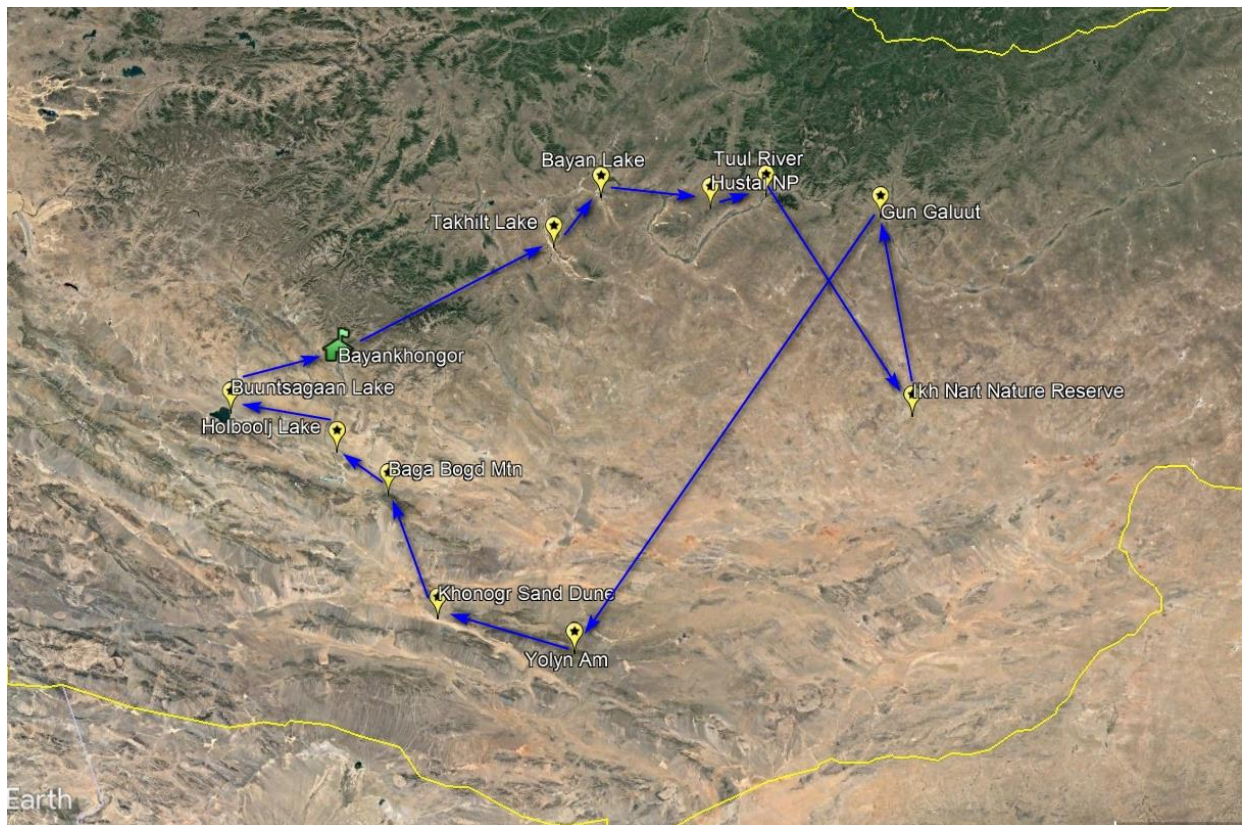 Bayan Lake
Tuul River
Hustai NP
Takhilt Lake
Gun Galuut
Bayankhongor
Buuntsagaan Lake
Ikh Nart Nature Reserve
Holboolj Lake
Baga Bogd Mtn
Khonogr Sand Dune
Yolyn Am
Earth